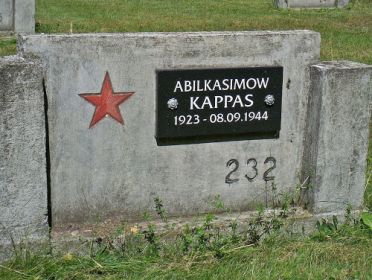 ABILKASIMOW
KAPPAS
1923 - 08.09.1944
232